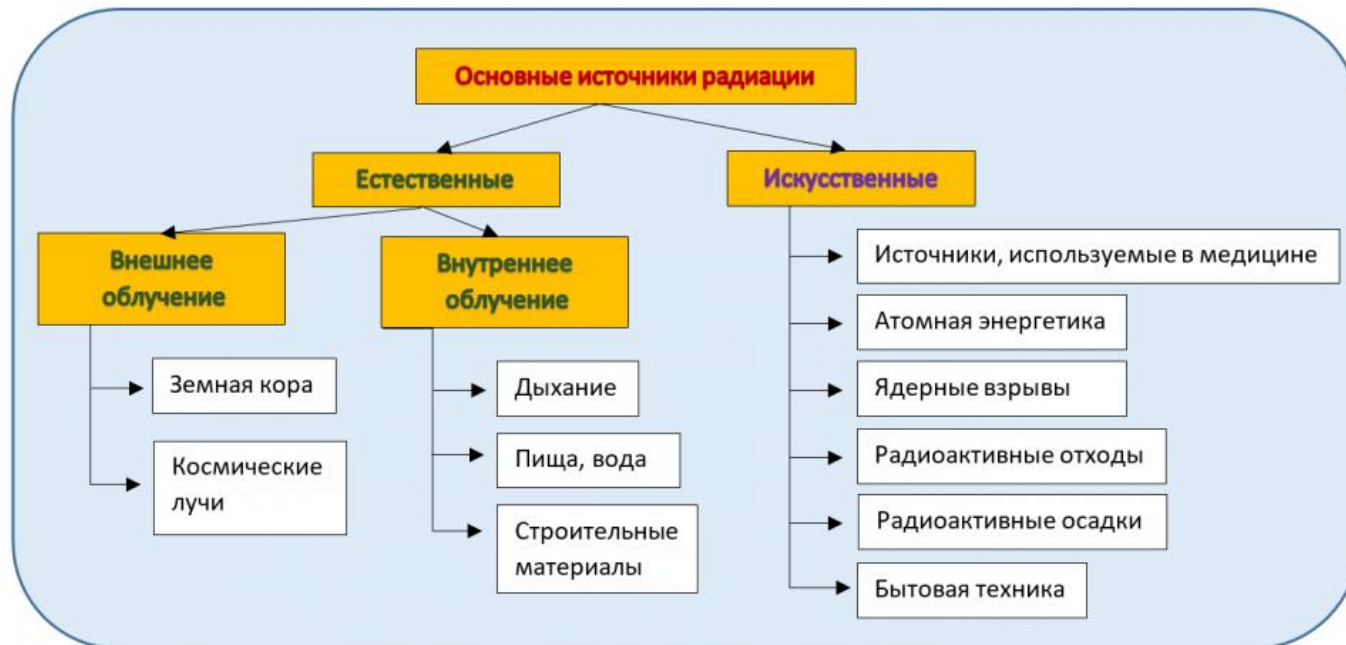 Основные источники радиации
Естественные
Искусственные
Внешнее
облучение
Внутреннее
облучение
Земная кора
Космические
лучи
Дыхание
Пища, вода
Строительные
материалы
Источники, используемые в медицине
Атомная энергетика
Ядерные взрывы
Радиоактивные отходы
Радиоактивные осадки
Бытовая техника